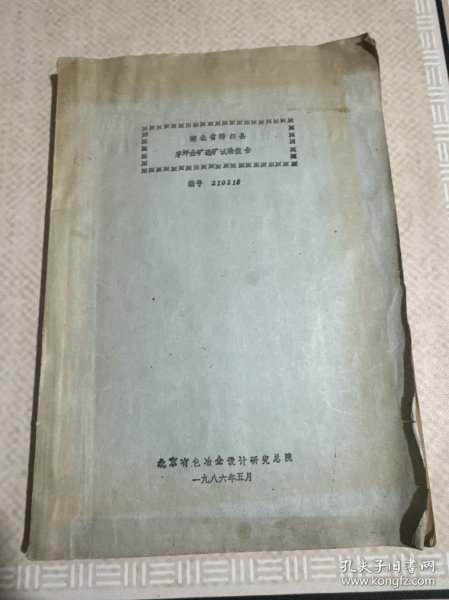 湖北省秭归县
茅坪金矿选矿试验报告
编号 210218
北京有色冶金设计研究总院
一九八六年五月
孔夫子旧书网
www.kongfz.com